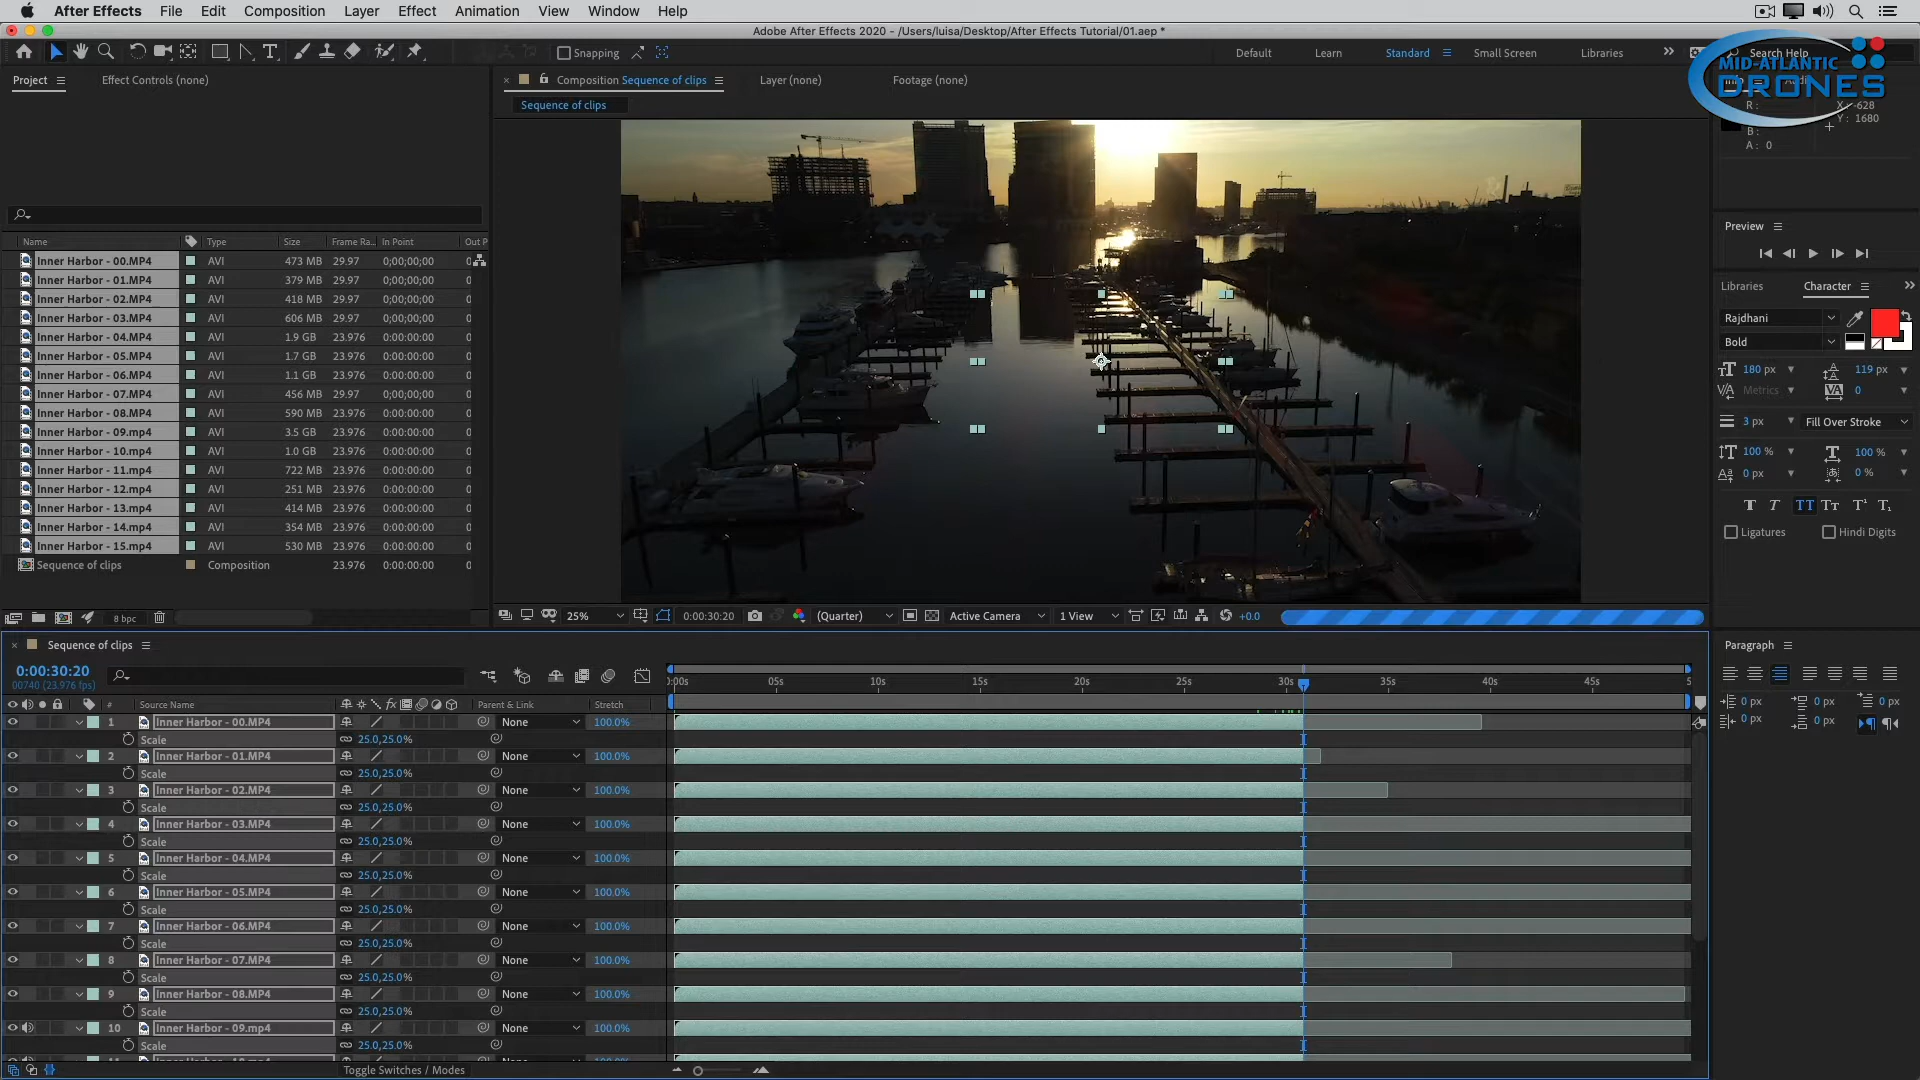 After Effects File Edit Composition Layer Effect Animation View Window Help
Adobe After Effects 2020 - /Users/luisa/Desktop/After Effects Tutorial/01.aep *
Snapping Default Learn Standard Small Screen Libraries Search Help
MID-ATLANTIC
DRONES
Project Effect Controls (none) Composition Sequence of clips Layer (none) Footage (none)
Sequence of clips
R :
X : -628
Y : 1680
B :
A : 0
Name Type Size Frame Ra... In Point Out P
Inner Harbor - 00.MP4 AVI 473 MB 29.97 0;00;00;00 0
Inner Harbor - 01.MP4 AVI 379 MB 29.97 0;00;00;00 0
Inner Harbor - 02.MP4 AVI 418 MB 29.97 0;00;00;00 0
Inner Harbor - 03.MP4 AVI 606 MB 29.97 0;00;00;00 0
Inner Harbor - 04.MP4 AVI 1.9 GB 23.976 0:00:00:00 0
Inner Harbor - 05.MP4 AVI 1.7 GB 23.976 0:00:00:00 0
Inner Harbor - 06.MP4 AVI 1.1 GB 23.976 0:00:00:00 0
Inner Harbor - 07.MP4 AVI 456 MB 29.97 0;00;00;00 0
Inner Harbor - 08.MP4 AVI 590 MB 23.976 0:00:00:00 0
Inner Harbor - 09.mp4 AVI 3.5 GB 23.976 0:00:00:00 0
Inner Harbor - 10.mp4 AVI 1.0 GB 23.976 0:00:00:00 0
Inner Harbor - 11.mp4 AVI 722 MB 23.976 0:00:00:00 0
Inner Harbor - 12.mp4 AVI 251 MB 23.976 0:00:00:00 0
Inner Harbor - 13.mp4 AVI 414 MB 23.976 0:00:00:00 0
Inner Harbor - 14.mp4 AVI 354 MB 23.976 0:00:00:00 0
Inner Harbor - 15.mp4 AVI 530 MB 23.976 0:00:00:00 0
Sequence of clips Composition 23.976 0:00:00:00 0
8 bpc
25% 0:00:30:20 (Quarter) Active Camera 1 View +0.0
Preview
Libraries Character
Rajdhani
Bold
180 px 119 px
Metrics 0
3 px Fill Over Stroke
100 % 100 %
0 px 0 %
T T TT TT T¹ T₁
Ligatures Hindi Digits
Paragraph
0 px 0 px 0 px
0 px 0 px
Sequence of clips
0:00:30:20
00740 (23.976 fps)
:00s 05s 10s 15s 20s 25s 30s 35s 40s 45s 5
# Source Name fx Parent & Link Stretch
1 Inner Harbor - 00.MP4 None 100.0%
Scale 25.0,25.0%
2 Inner Harbor - 01.MP4 None 100.0%
Scale 25.0,25.0%
3 Inner Harbor - 02.MP4 None 100.0%
Scale 25.0,25.0%
4 Inner Harbor - 03.MP4 None 100.0%
Scale 25.0,25.0%
5 Inner Harbor - 04.MP4 None 100.0%
Scale 25.0,25.0%
6 Inner Harbor - 05.MP4 None 100.0%
Scale 25.0,25.0%
7 Inner Harbor - 06.MP4 None 100.0%
Scale 25.0,25.0%
8 Inner Harbor - 07.MP4 None 100.0%
Scale 25.0,25.0%
9 Inner Harbor - 08.MP4 None 100.0%
Scale 25.0,25.0%
10 Inner Harbor - 09.mp4 None 100.0%
Scale 25.0,25.0%
Toggle Switches / Modes